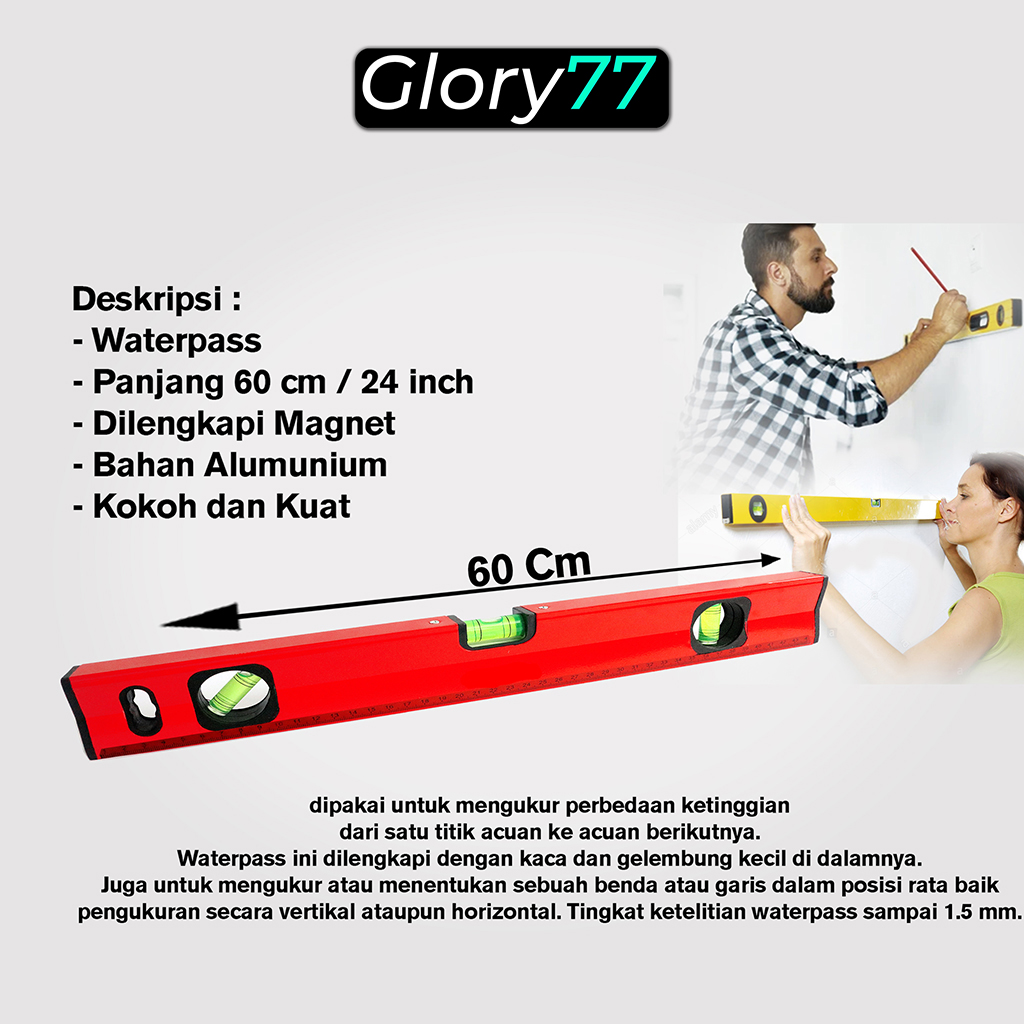 Glory77
Deskripsi :
- Waterpass
- Panjang 60 cm / 24 inch
- Dilengkapi Magnet
- Bahan Alumunium
- Kokoh dan Kuat
60 Cm
dipakai untuk mengukur perbedaan ketinggian
dari satu titik acuan ke acuan berikutnya.
Waterpass ini dilengkapi dengan kaca dan gelembung kecil di dalamnya.
Juga untuk mengukur atau menentukan sebuah benda atau garis dalam posisi rata baik
pengukuran secara vertikal ataupun horizontal. Tingkat ketelitian waterpass sampai 1.5 mm.